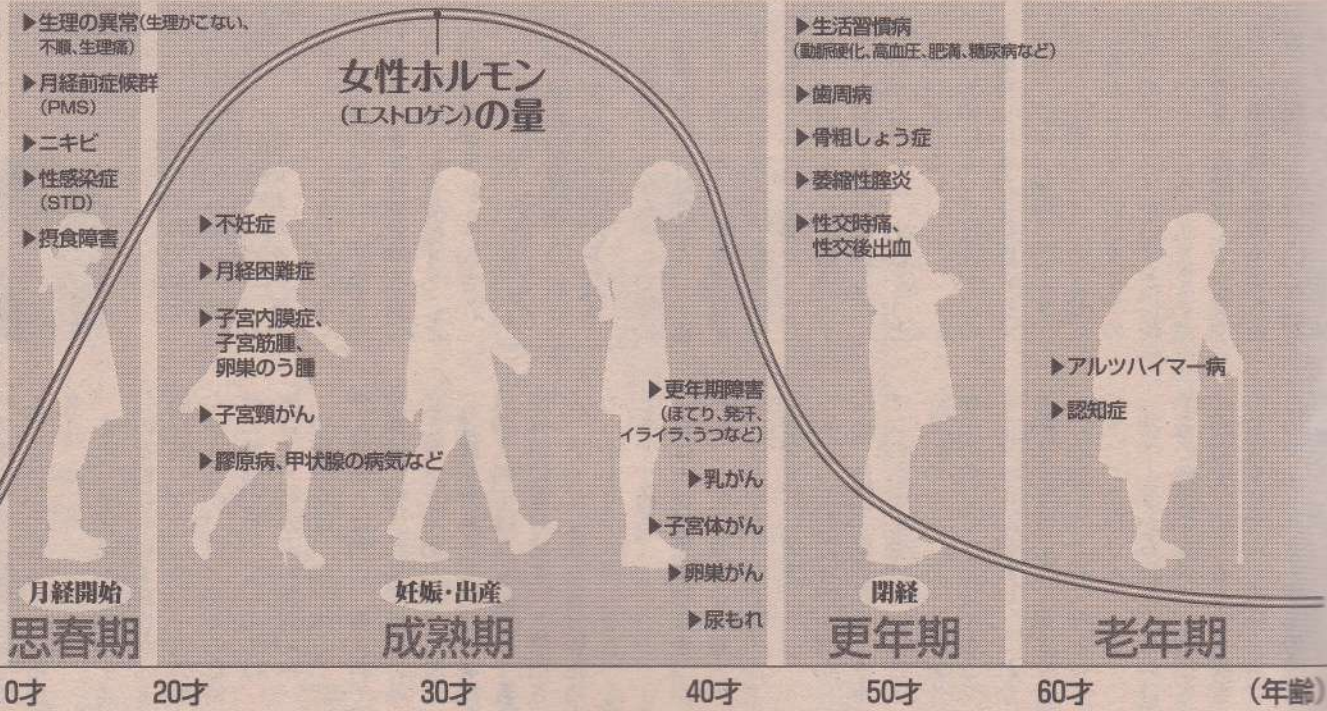 ▶生理の異常(生理がこない、
不順、生理痛)
▶月経前症候群
(PMS)
▶ニキビ
▶性感染症
(STD)
▶摂食障害
女性ホルモン
(エストロゲン)の量
▶不妊症
▶月経困難症
▶子宮内膜症、
子宮筋腫、
卵巣のう腫
▶子宮頸がん
▶膠原病、甲状腺の病気など
▶更年期障害
(ほてり、発汗、
イライラ、うつなど)
▶乳がん
▶子宮体がん
▶卵巣がん
▶尿もれ
▶生活習慣病
(動脈硬化、高血圧、肥満、糖尿病など)
▶歯周病
▶骨粗しょう症
▶萎縮性膣炎
▶性交時痛、
性交後出血
▶アルツハイマー病
▶認知症
月経開始
思春期
妊娠・出産
成熟期
閉経
更年期
老年期
0才 20才 30才 40才 50才 60才 (年齢)